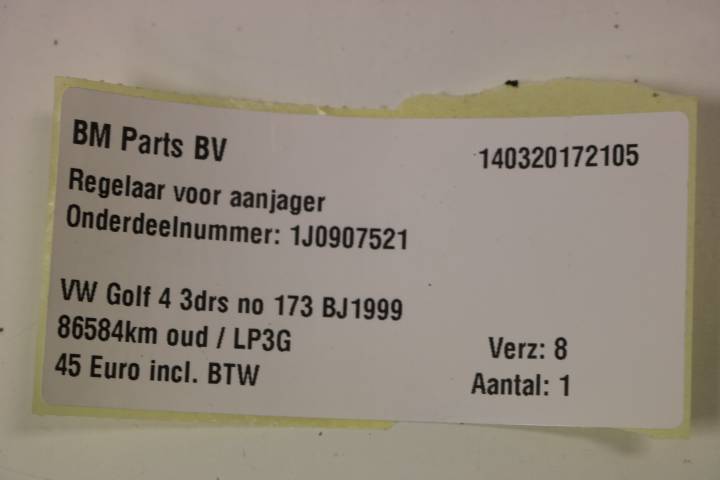 BM Parts BV
140320172105
Regelaar voor aanjager
Onderdeelnummer: 1J0907521
VW Golf 4 3drs no 173 BJ1999
86584km oud / LP3G
Verz: 8
45 Euro incl. BTW
Aantal: 1